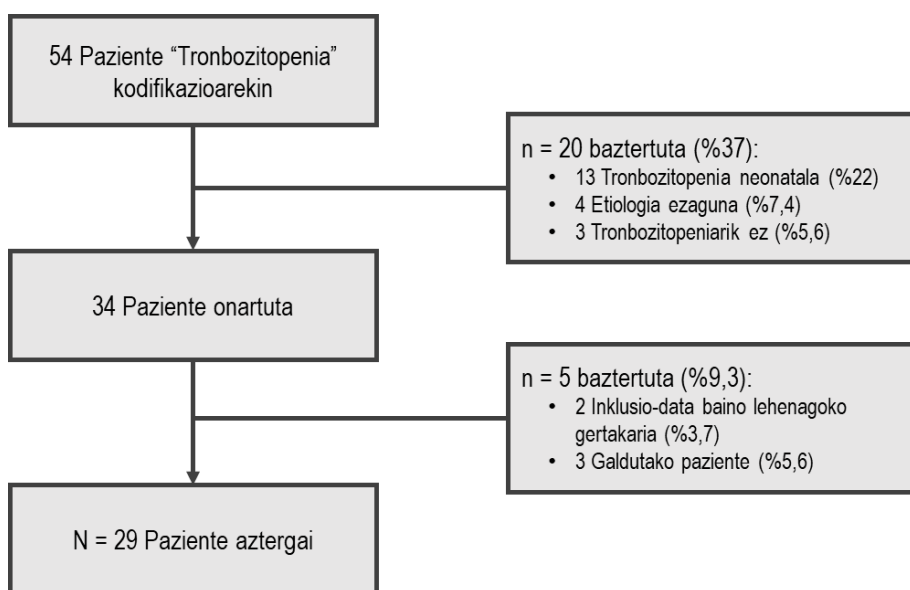 54 Paziente “Tronbozitopenia”
kodifikazioarekin
n = 20 baztertuta (%37):
• 13 Tronbozitopenia neonatala (%22)
• 4 Etiologia ezaguna (%7,4)
• 3 Tronbozitopeniarik ez (%5,6)
34 Paziente onartuta
n = 5 baztertuta (%9,3):
• 2 Inklusio-data baino lehenagoko
gertakaria (%3,7)
• 3 Galdutako paziente (%5,6)
N = 29 Paziente aztergai